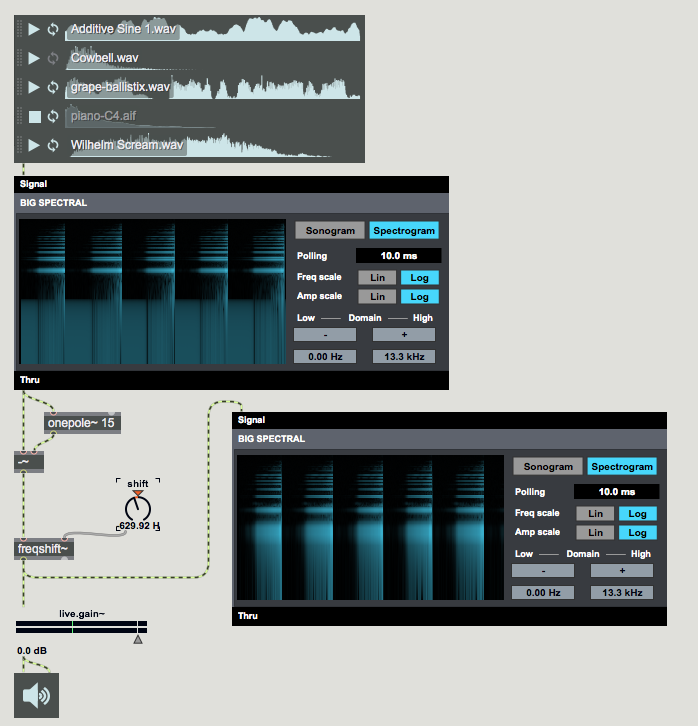 Additive Sine 1.wav
Cowbell.wav
grape-ballistix.wav
piano-C4.aif
Wilhelm Scream.wav
Signal
BIG SPECTRAL
Sonogram Spectrogram
Polling 10.0 ms
Freq scale Lin Log
Amp scale Lin Log
Low Domain High
- +
0.00 Hz 13.3 kHz
Thru
onepole~ 15
-~
shift
-629.92 H
freqshift~
Signal
BIG SPECTRAL
Sonogram Spectrogram
Polling 10.0 ms
Freq scale Lin Log
Amp scale Lin Log
Low Domain High
- +
0.00 Hz 13.3 kHz
Thru
live.gain~
0.0 dB